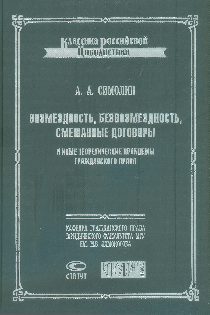 Классика российской
цивилистики
А. А. СИМОЛИН
ВОЗМЕЗДНОСТЬ, БЕЗВОЗМЕЗДНОСТЬ,
СМЕШАННЫЕ ДОГОВОРЫ
И ИНЫЕ ТЕОРЕТИЧЕСКИЕ ПРОБЛЕМЫ
ГРАЖДАНСКОГО ПРАВА
КАФЕДРА ГРАЖДАНСКОГО ПРАВА
ЮРИДИЧЕСКОГО ФАКУЛЬТЕТА МГУ
ИМ. М.В. ЛОМОНОСОВА
СТАТУТ